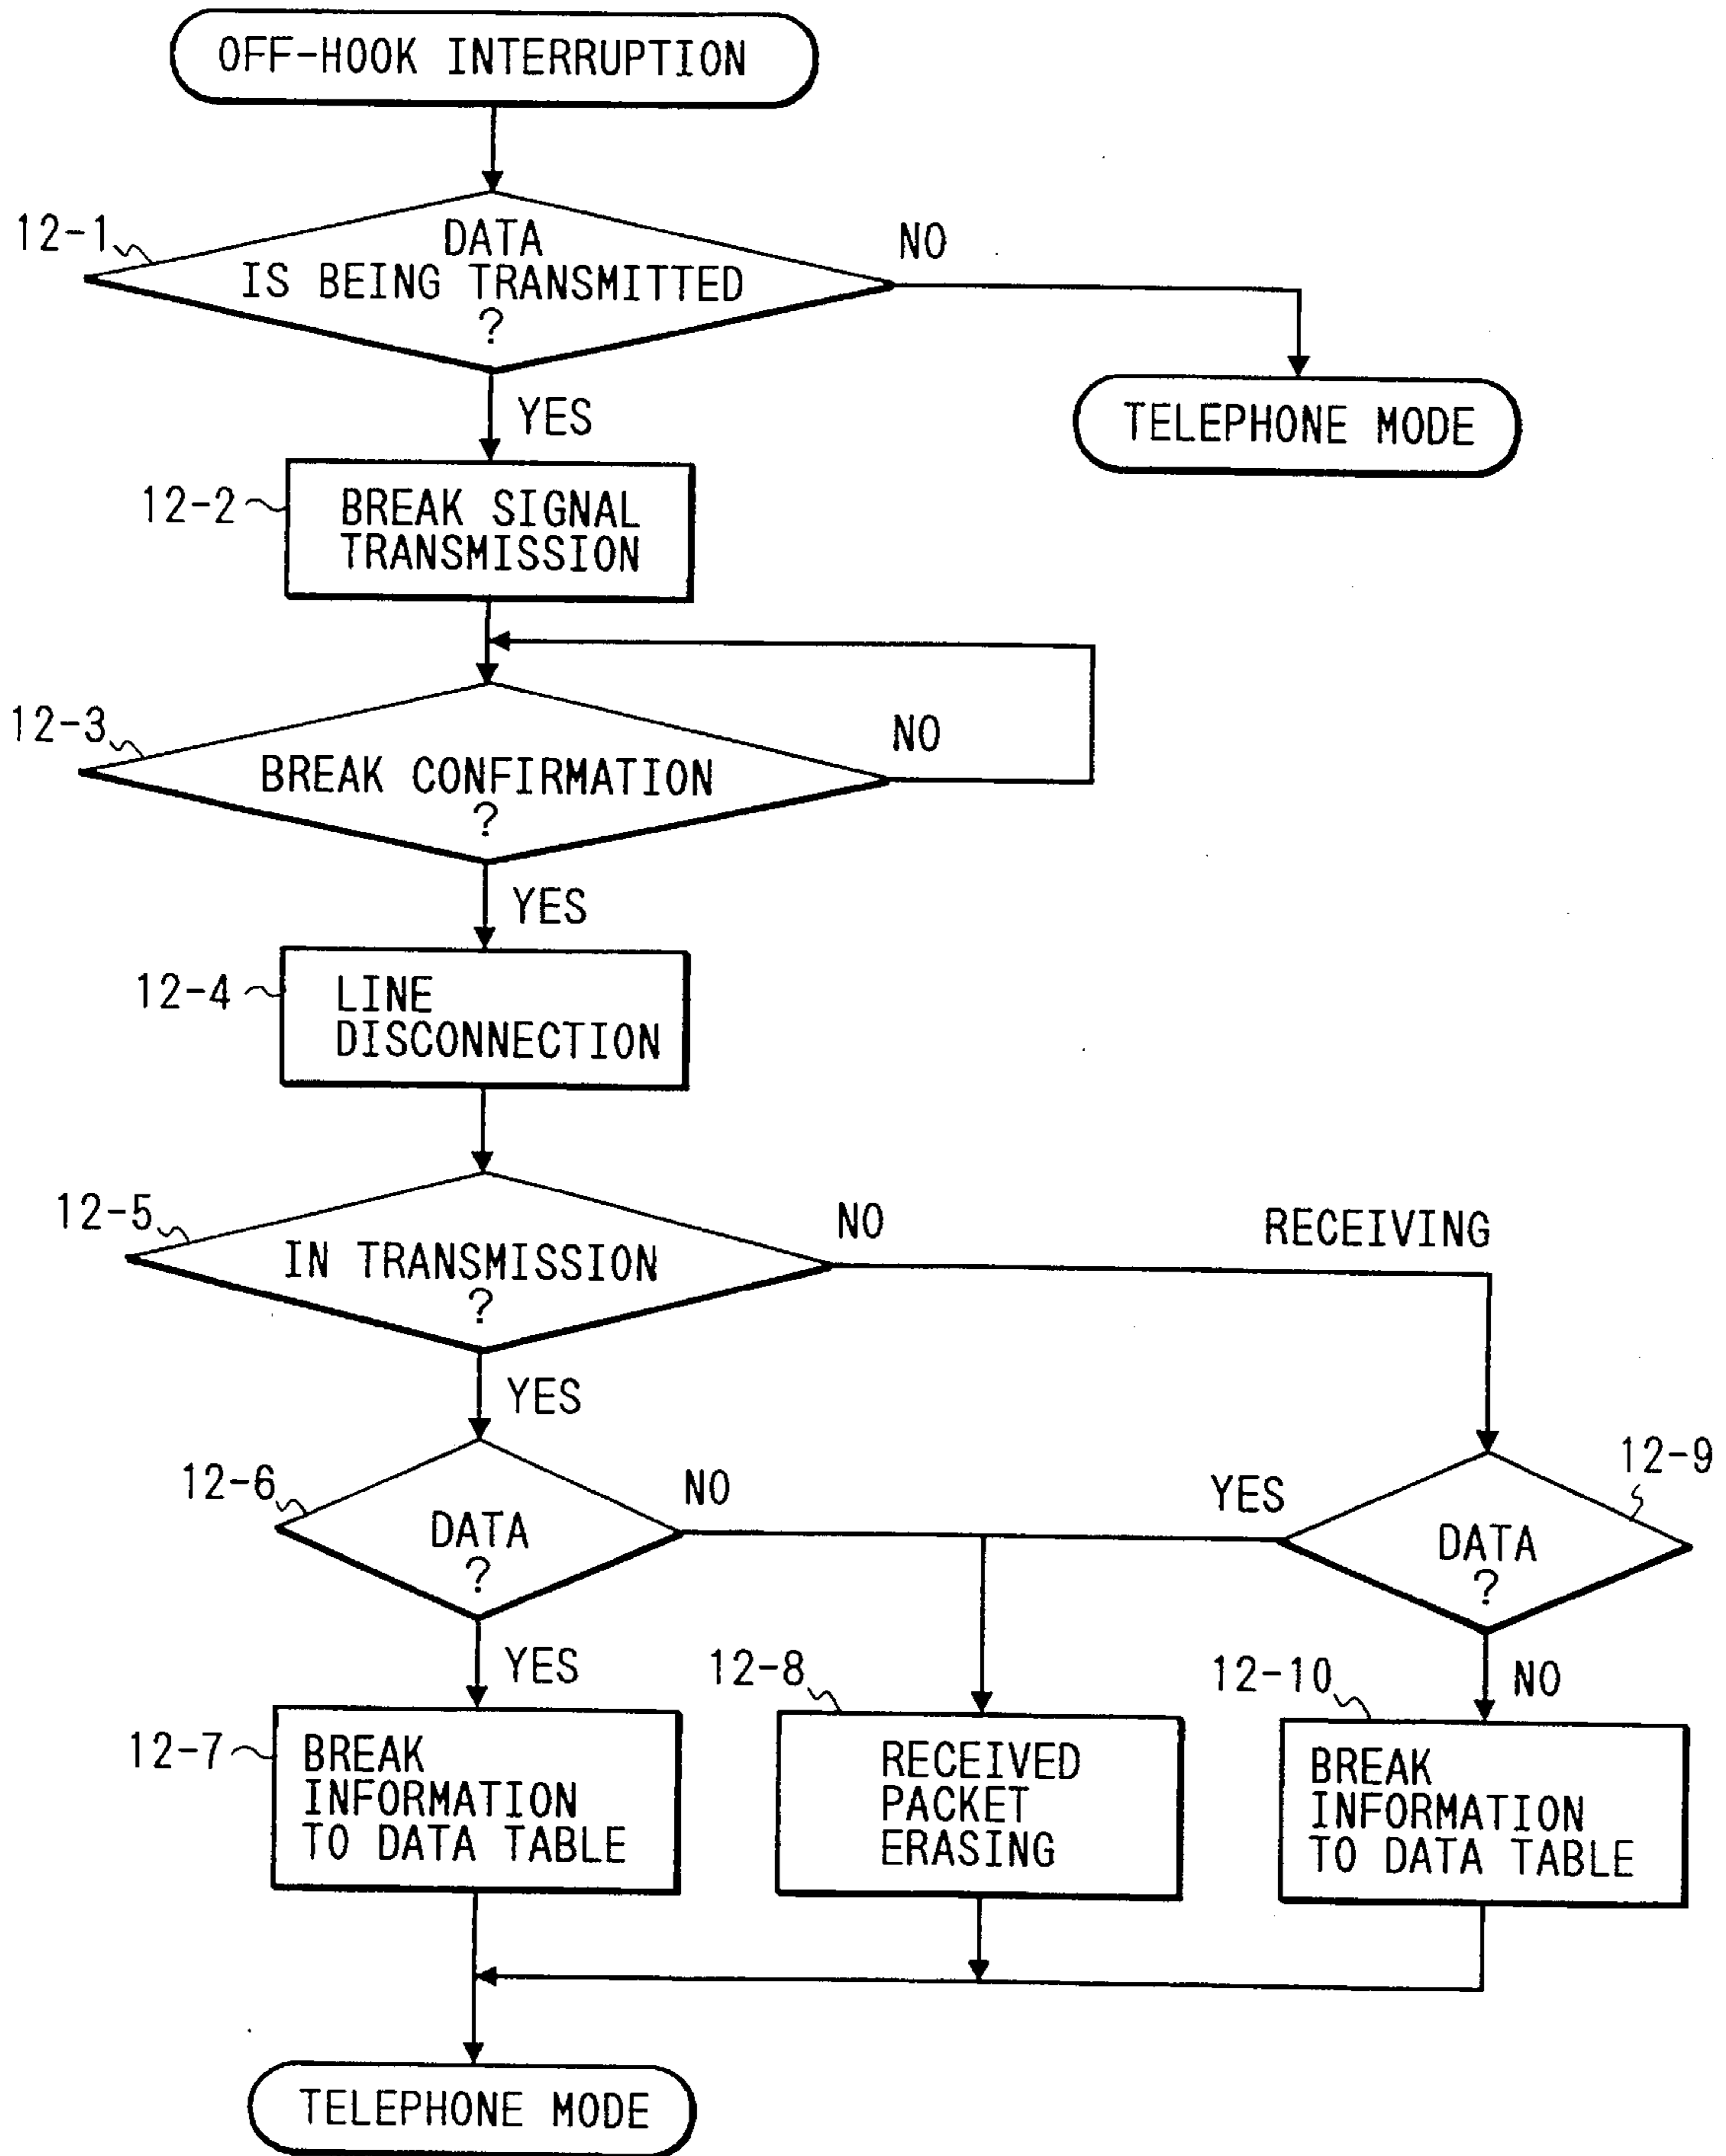 OFF-HOOK INTERRUPTION
12-1
DATA
IS BEING TRANSMITTED
?
NO
TELEPHONE MODE
YES
12-2
BREAK SIGNAL
TRANSMISSION
12-3
BREAK CONFIRMATION
?
NO
YES
12-4
LINE
DISCONNECTION
12-5
IN TRANSMISSION
?
NO
RECEIVING
YES
12-6
DATA
?
NO
YES
12-9
DATA
?
YES
12-7
BREAK
INFORMATION
TO DATA TABLE
12-8
RECEIVED
PACKET
ERASING
NO
12-10
BREAK
INFORMATION
TO DATA TABLE
TELEPHONE MODE